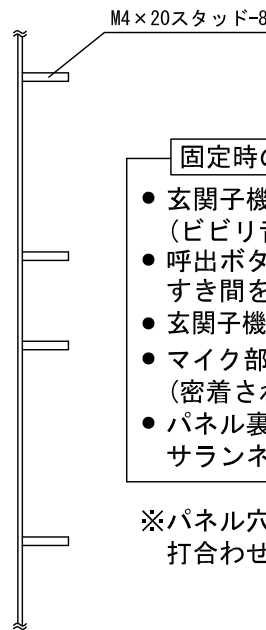 M4×20スタッド-8
固定時の
● 玄関子機
(ビビリ音
● 呼出ボタ
すき間を
● 玄関子機
● マイク部
(密着され
● パネル裏
サランネ
※パネル穴
打合わせ